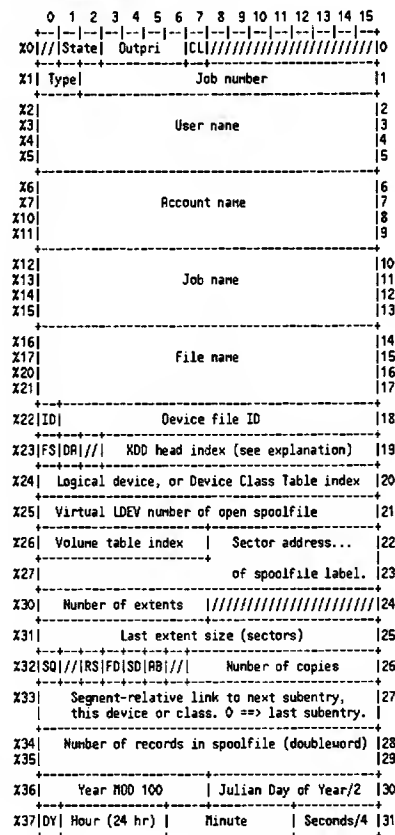 0 1 2 3 4 5 6 7 8 9 10 11 12 13 14 15
+--+--|--|--+--|--|--+--|--|--+--|--|--+--|--|--+
%0|//|State| Outpri |CL|///////////////////////|0
%1| Type| Job number |1
%2| |2
%3| User name |3
%4| |4
%5| |5
%6| |6
%7| Account name |7
%10| |8
%11| |9
%12| |10
%13| Job name |11
%14| |12
%15| |13
%16| |14
%17| File name |15
%20| |16
%21| |17
%22|ID| Device file ID |18
%23|FS|DA|//| XDD head index (see explanation) |19
%24| Logical device, or Device Class Table index |20
%25| Virtual LDEV number of open spoolfile |21
%26| Volume table index | Sector address... |22
%27| of spoolfile label. |23
%30| Number of extents |///////////////////////|24
%31| Last extent size (sectors) |25
%32|SQ|//|RS|FD|SD|AB|//| Number of copies |26
%33| Segment-relative link to next subentry, |27
| this device or class. 0 ==> last subentry. |
%34| Number of records in spoolfile (doubleword) |28
%35| |29
%36| Year MOD 100 | Julian Day of Year/2 |30
%37|DY| Hour (24 hr) | Minute | Seconds/4 |31